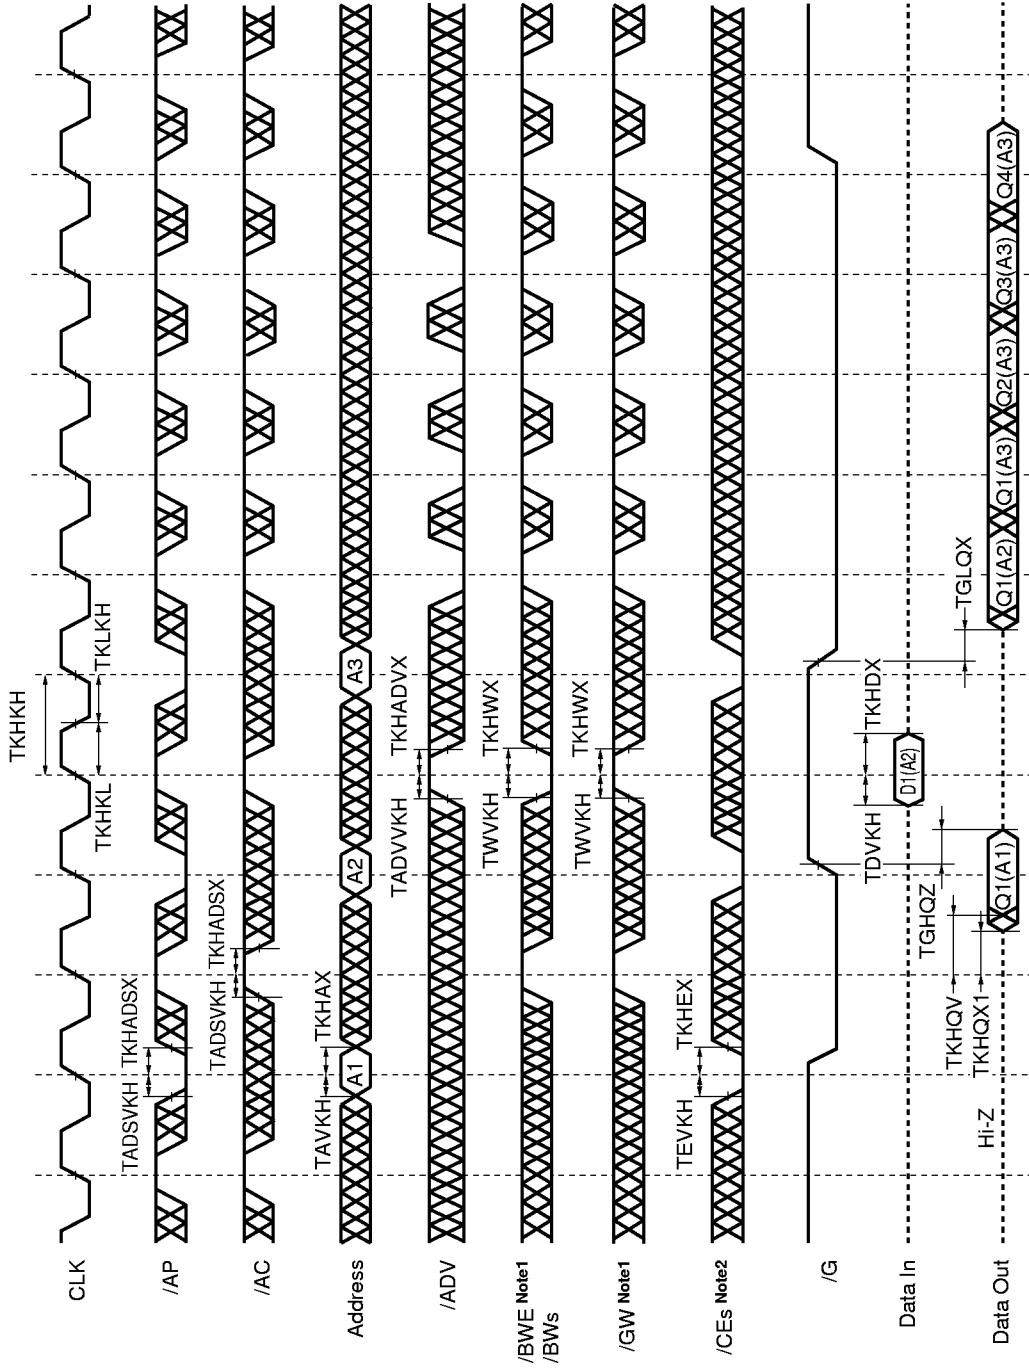 TKHKH
TKHKL
TKLKH
CLK
TADSVKH
TKHADSX
/AP
TADSVKH
TKHADSX
/AC
TAVKH
TKHAX
Address
A1
A2
A3
TADVVKH
TKHADVX
/ADV
TWVKH
TKHWX
/BWE Note1
/BWs
TWVKH
TKHWX
/GW Note1
TEVKH
TKHEX
/CEs Note2
/G
TDVKH
TKHDX
Data In
D1(A2)
TGHQZ
TGLQX
TKHQV
TKHQX1
Hi-Z
Data Out
Q1(A1)
Q1(A2)
Q1(A3)
Q2(A3)
Q3(A3)
Q4(A3)